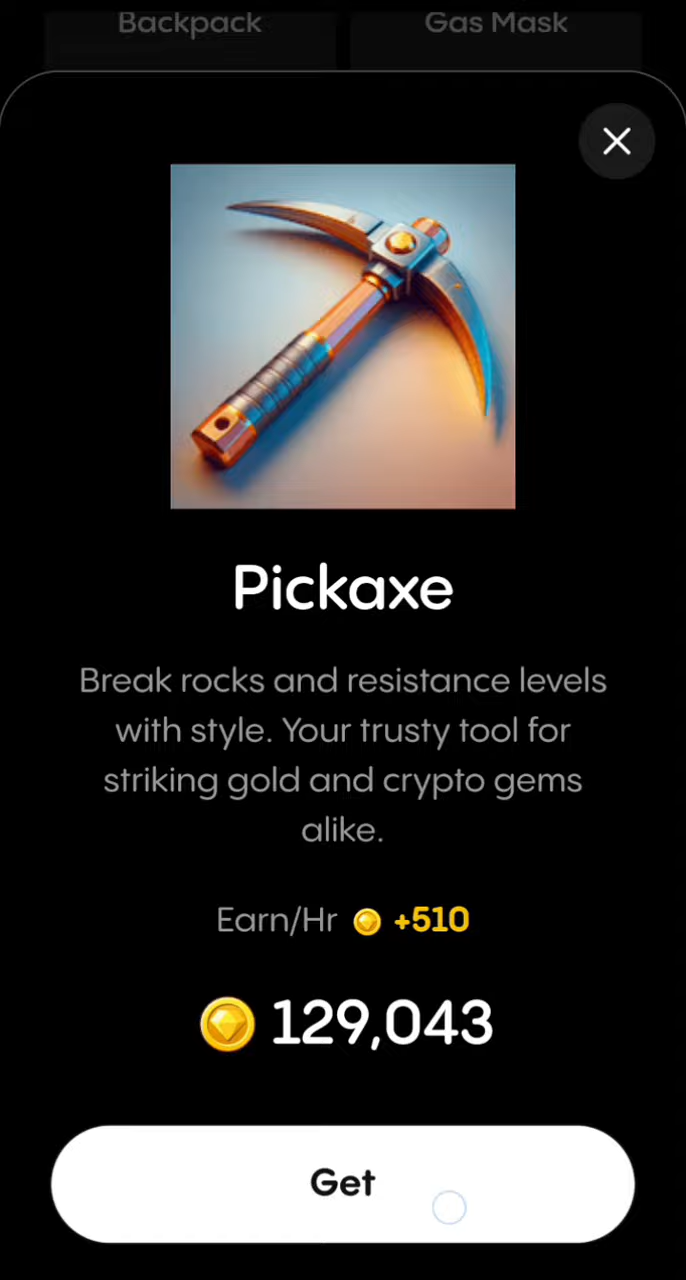 Backpack
Gas Mask
Pickaxe
Break rocks and resistance levels
with style. Your trusty tool for
striking gold and crypto gems
alike.
Earn/Hr +510
129,043
Get